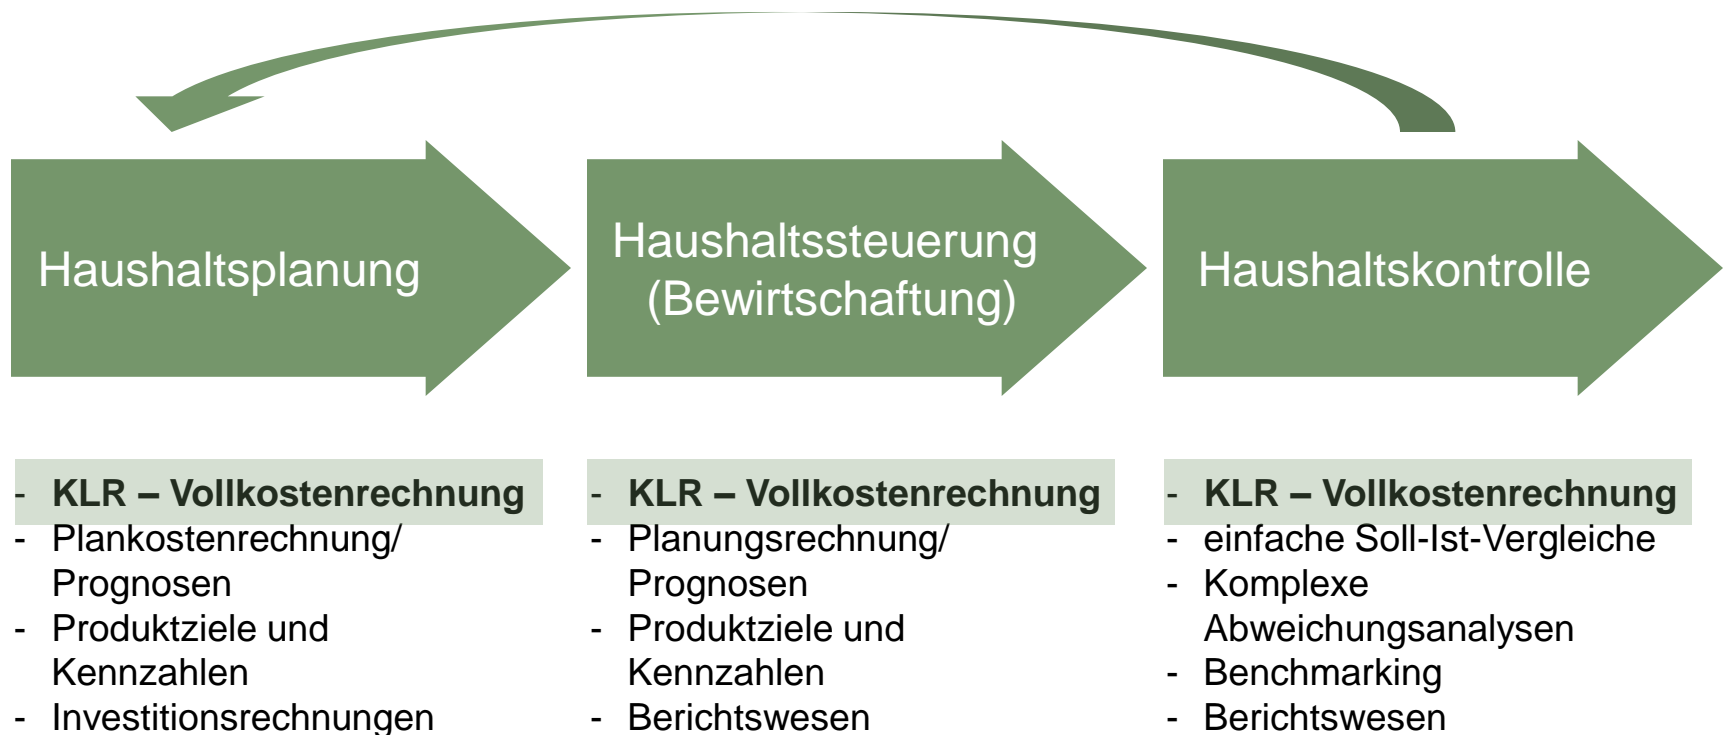 Haushaltsplanung
Haushaltssteuerung
(Bewirtschaftung)
Haushaltskontrolle
- KLR – Vollkostenrechnung
- Plankostenrechnung/
Prognosen
- Produktziele und
Kennzahlen
- Investitionsrechnungen
- KLR – Vollkostenrechnung
- Planungsrechnung/
Prognosen
- Produktziele und
Kennzahlen
- Berichtswesen
- KLR – Vollkostenrechnung
- einfache Soll-Ist-Vergleiche
- Komplexe
Abweichungsanalysen
- Benchmarking
- Berichtswesen